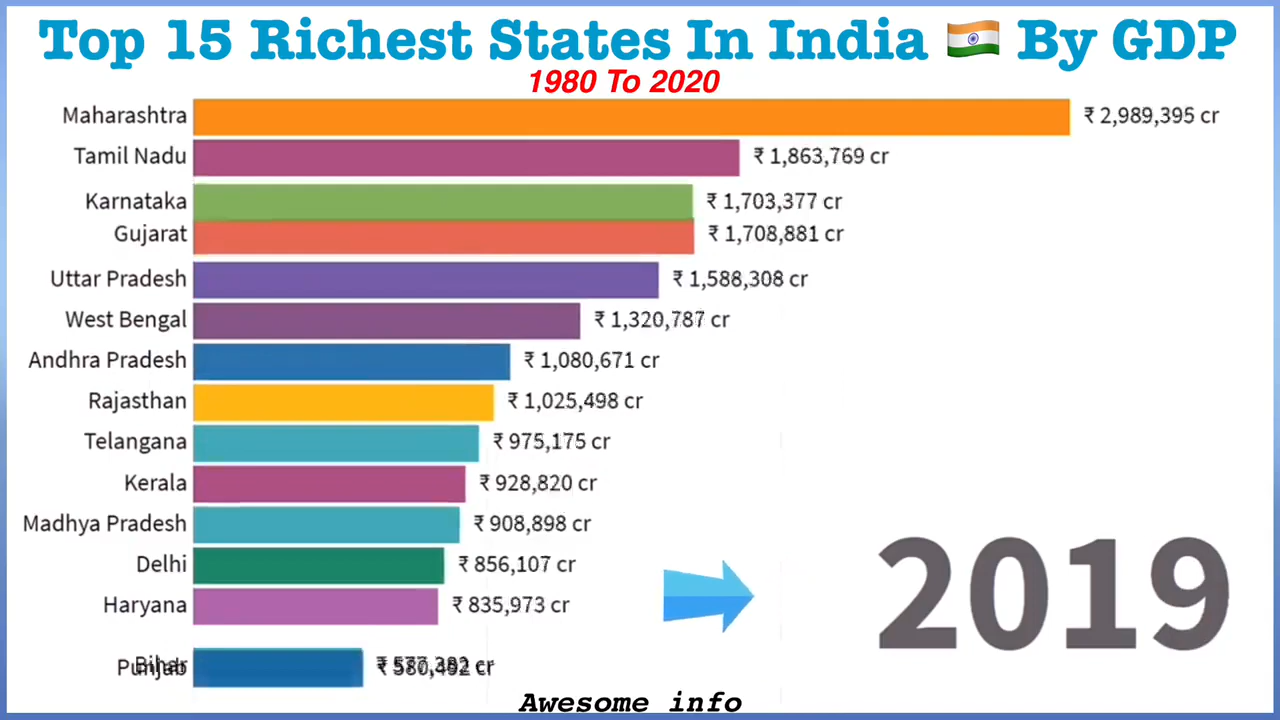 Top 15 Richest States In India 🇮🇳 By GDP
1980 To 2020
Maharashtra ₹ 2,989,395 cr
Tamil Nadu ₹ 1,863,769 cr
Karnataka ₹ 1,703,377 cr
Gujarat ₹ 1,708,881 cr
Uttar Pradesh ₹ 1,588,308 cr
West Bengal ₹ 1,320,787 cr
Andhra Pradesh ₹ 1,080,671 cr
Rajasthan ₹ 1,025,498 cr
Telangana ₹ 975,175 cr
Kerala ₹ 928,820 cr
Madhya Pradesh ₹ 908,898 cr
Delhi ₹ 856,107 cr
Haryana ₹ 835,973 cr
Bihar
Punjab
2019
Awesome info